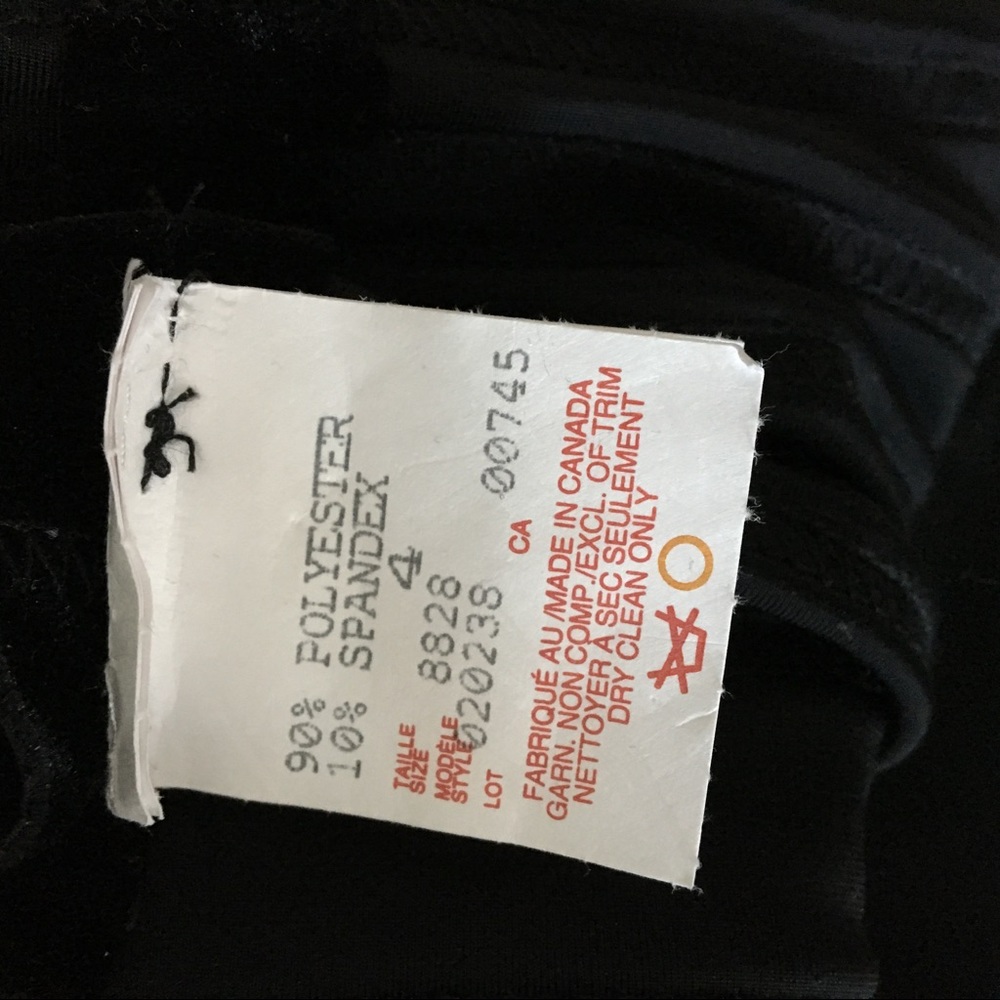 90% POLYESTER
10% SPANDEX
TAILLE
SIZE 4
MODÈLE
STYLE 8828
LOT 020238
CA 00745
FABRIQUÉ AU/MADE IN CANADA
GARN. NON COMP./EXCL. OF TRIM
NETTOYER À SEC SEULEMENT
DRY CLEAN ONLY